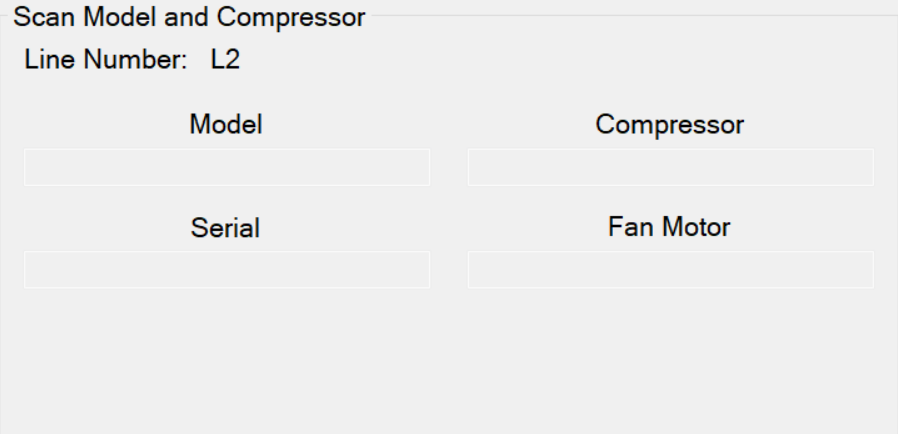 Scan Model and Compressor
Line Number: L2
Model
Compressor
Serial
Fan Motor